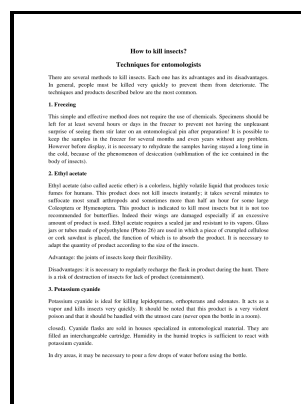 How to kill insects?
Techniques for entomologists
There are several methods to kill insects. Each one has its advantages and its disadvantages.
In general, people must be killed very quickly to prevent them from deteriorate. The
techniques and products described below are the most common.
1. Freezing
This simple and effective method does not require the use of chemicals. Specimens should be
left for at least several hours or days in the freezer to prevent not having the unpleasant
surprise of seeing them stir later on an entomological pin after preparation! It is possible to
keep the samples in the freezer for several months and even years without any problem.
However before display, it is necessary to rehydrate the samples having stayed a long time in
the cold, because of the phenomenon of desiccation (sublimation of the ice contained in the
body of insects).
2. Ethyl acetate
Ethyl acetate (also called acetic ether) is a colorless, highly volatile liquid that produces toxic
fumes for humans. This product does not kill insects instantly; it takes several minutes to
suffocate most small arthropods and sometimes more than half an hour for some large
Coleoptera or Hymenoptera. This product is indicated to kill most insects but it is not too
recommended for butterflies. Indeed their wings are damaged especially if an excessive
amount of product is used. Ethyl acetate requires a sealed jar and resistant to its vapors. Glass
jars or tubes made of polyethylene (Photo 26) are used in which a piece of crumpled cellulose
or cork sawdust is placed, the function of which is to absorb the product. It is necessary to
adapt the quantity of product according to the size of the insects.
Advantage: the joints of insects keep their flexibility.
Disadvantages: it is necessary to regularly recharge the flask in product during the hunt. There
is a risk of destruction of insects for lack of product (containment).
3. Potassium cyanide
Potassium cyanide is ideal for killing lepidopterans, orthopterans and odonates. It acts as a
vapor and kills insects very quickly. It should be noted that this product is a very violent
poison and that it should be handled with the utmost care (never open the bottle in a room).
closed). Cyanide flasks are sold in houses specialized in entomological material. They are
filled an interchangeable cartridge. Humidity in the humid tropics is sufficient to react with
potassium cyanide.
In dry areas, it may be necessary to pour a few drops of water before using the bottle.